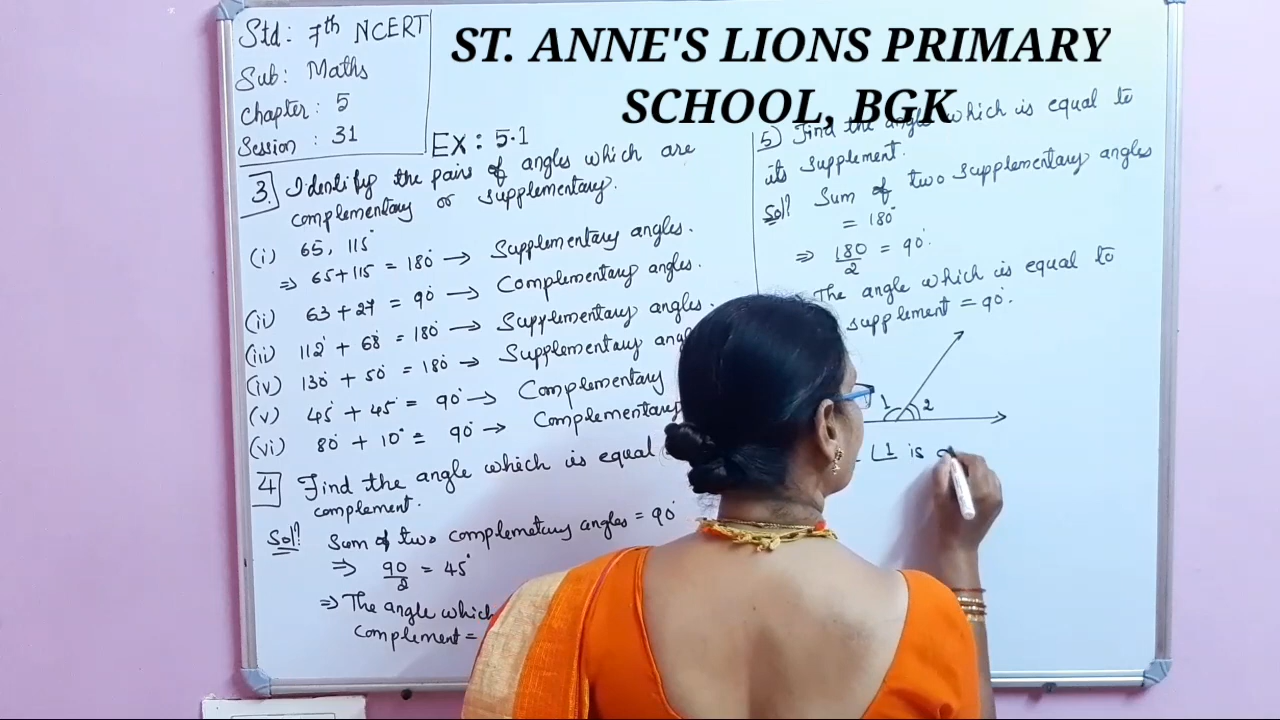 ST. ANNE'S LIONS PRIMARY
SCHOOL, BGK
Std: 7th NCERT
Sub: Maths
Chapter: 5
Session: 31
Ex: 5.1
3. Identify the pairs of angles which are
complementary or supplementary.
(i) 65°, 115°
⇒ 65+115 = 180° → Supplementary angles.
(ii) 63+27 = 90° → Complementary angles.
(iii) 112° + 68° = 180° → Supplementary angles.
(iv) 130° + 50° = 180° → Supplementary
(v) 45° + 45° = 90° → Complementary
(vi) 80° + 10° = 90° → Complementary
4 Find the angle which is equal
complement.
Sol? Sum of two complemetary angles = 90°
⇒ 90/2 = 45°
⇒ The angle which
complement =
5) Find the angle which is equal to
its supplement.
Sol? Sum of two supplementary angles
= 180°
⇒ 180/2 = 90°.
The angle which is equal to
supplement = 90°.
1 2
∠1 is